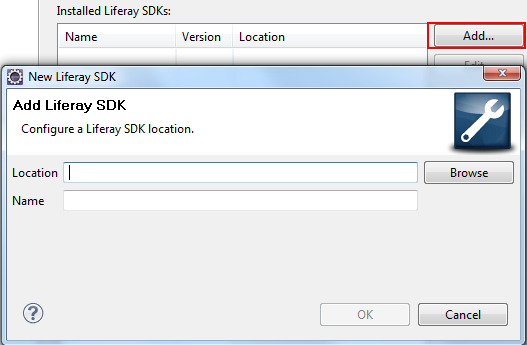 Installed Liferay SDKs:
Name Version Location Add...
Edit...
New Liferay SDK
Add Liferay SDK
Configure a Liferay SDK location.
Location Browse
Name
OK Cancel